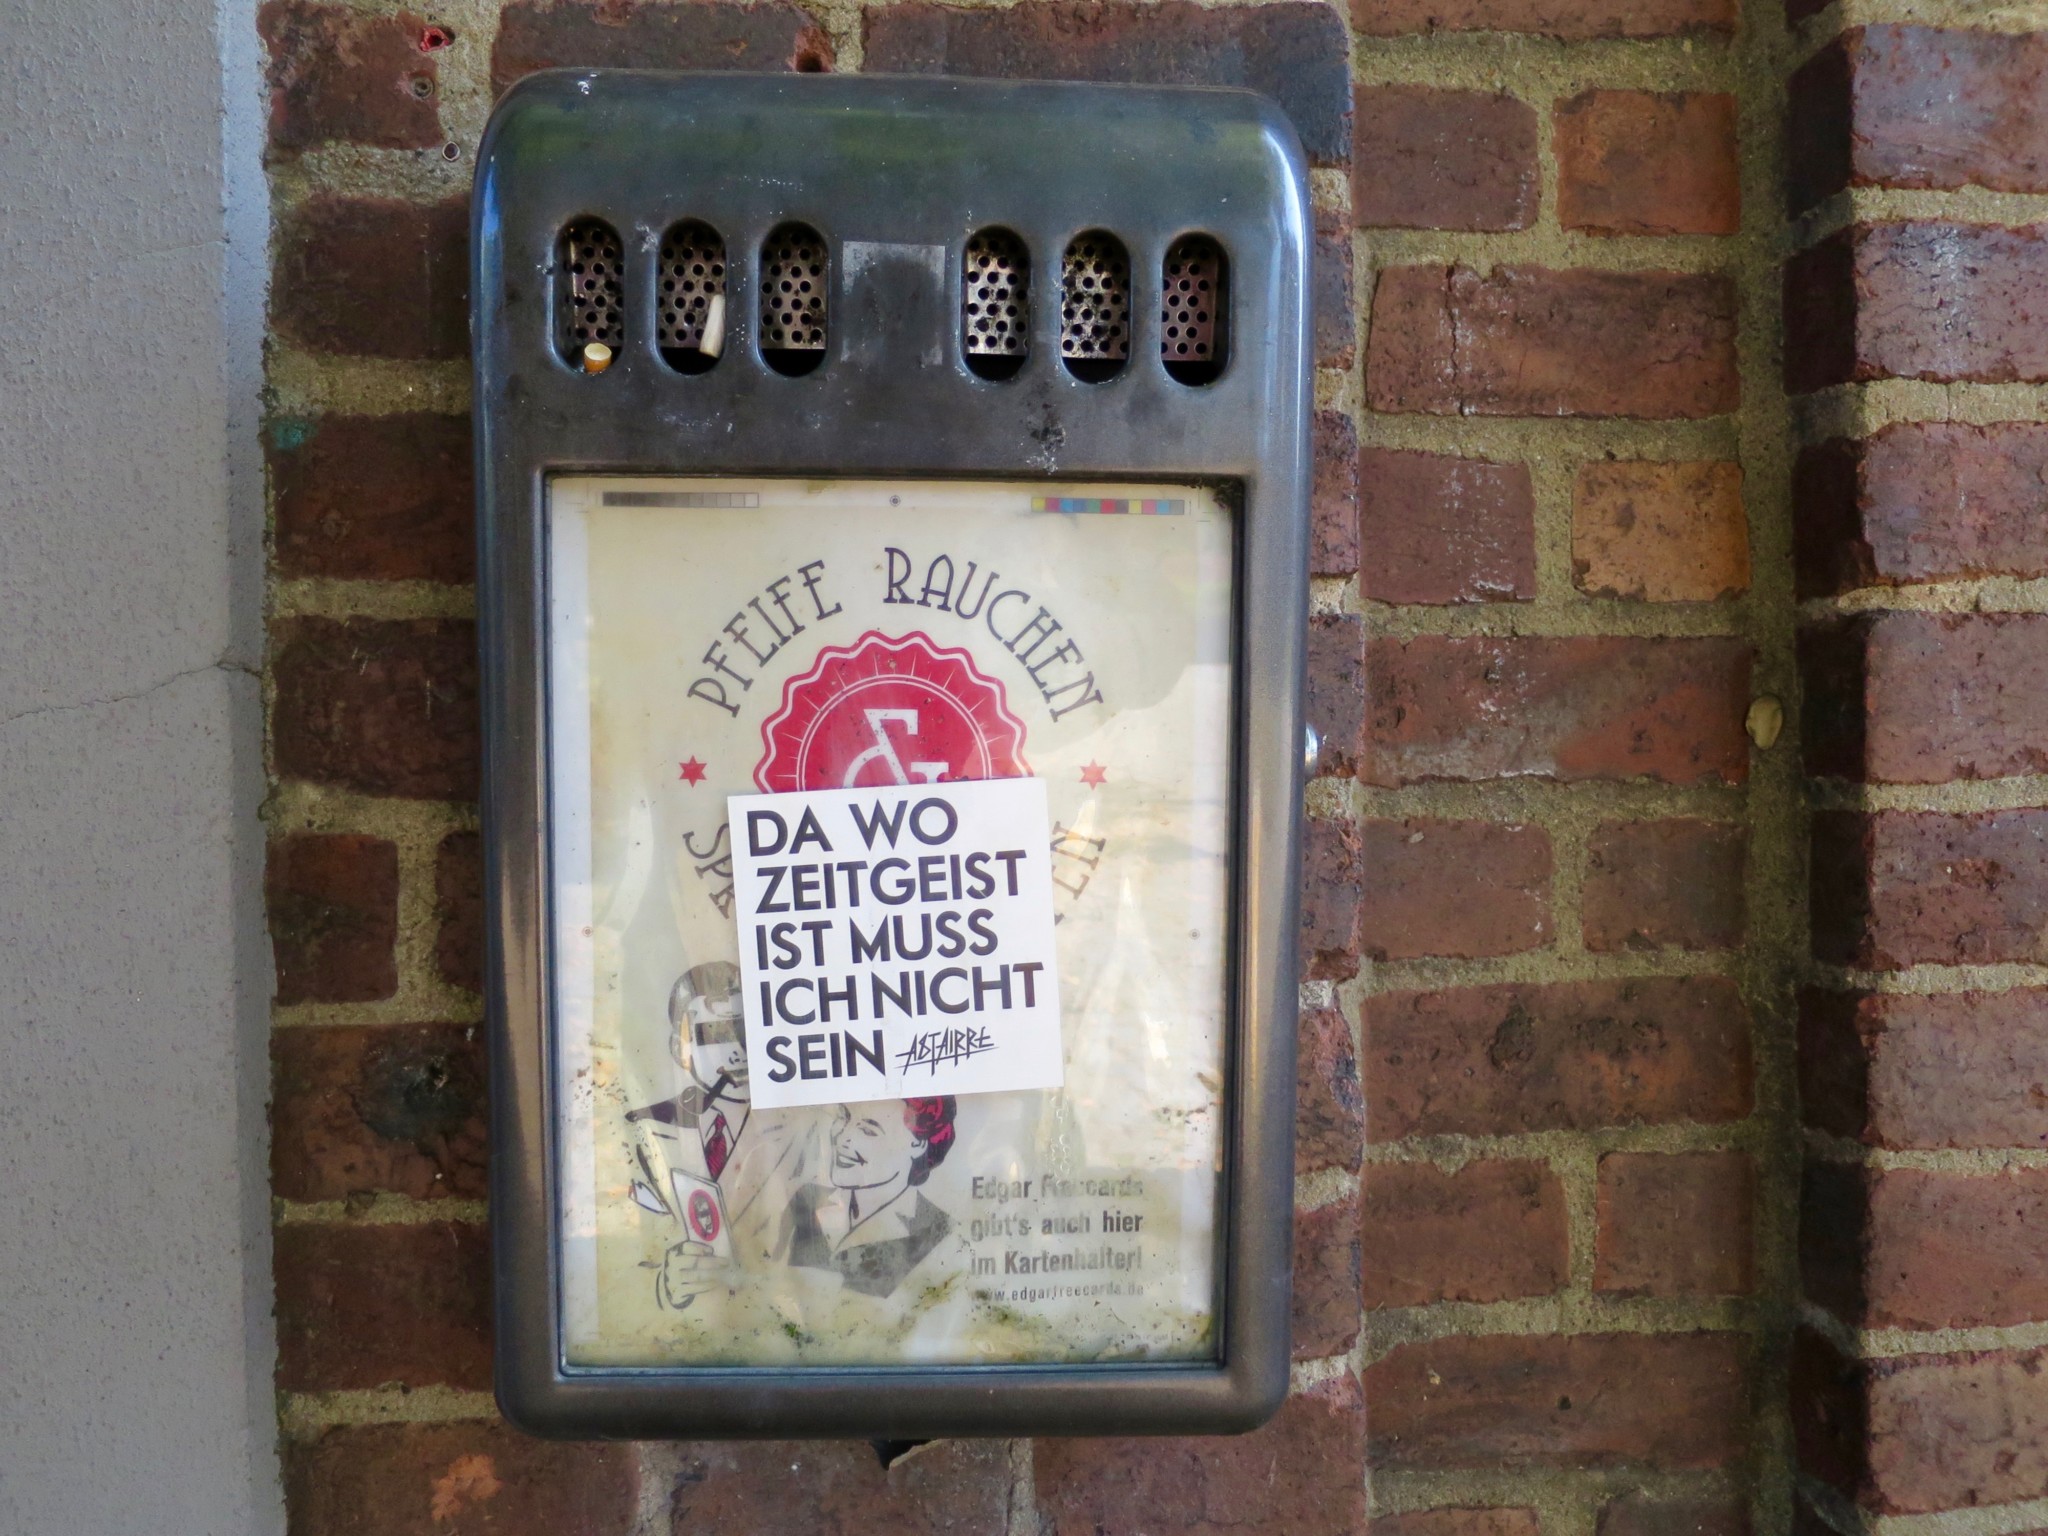 PFEIFE RAUCHEN
&
DA WO
ZEITGEIST
IST MUSS
ICH NICHT
SEIN ASTAIRRE
Edgar Freecards
gibt's auch hier
im Kartenhalter!
www.edgarfreecards.de